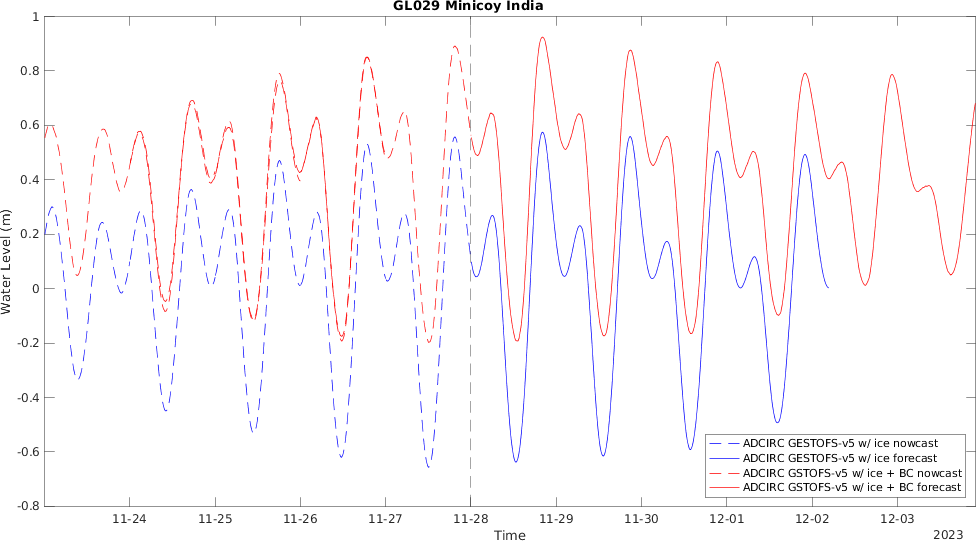 GL029 Minicoy India
1
0.8
0.6
0.4
0.2
0
-0.2
-0.4
-0.6
-0.8
Water Level (m)
ADCIRC GESTOFS-v5 w/ ice nowcast
ADCIRC GESTOFS-v5 w/ ice forecast
ADCIRC GSTOFS-v5 w/ ice + BC nowcast
ADCIRC GSTOFS-v5 w/ ice + BC forecast
11-24 11-25 11-26 11-27 11-28 11-29 11-30 12-01 12-02 12-03
Time
2023